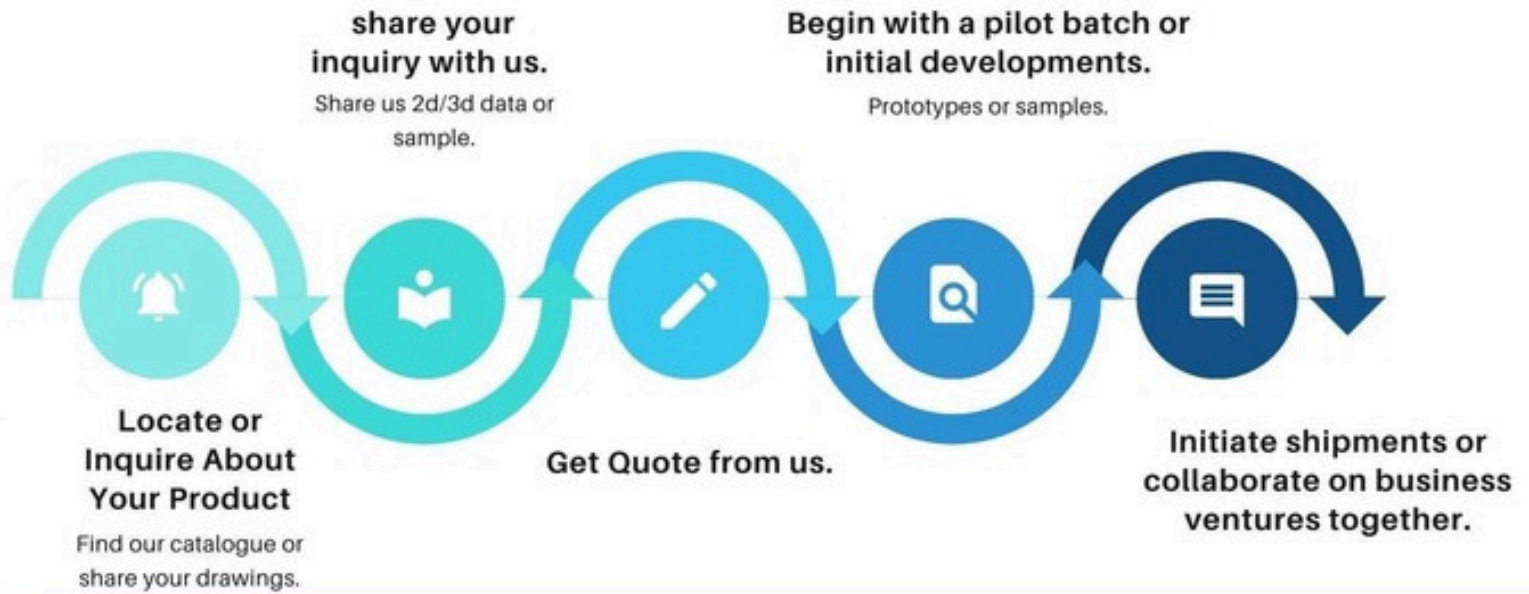 Locate or
Inquire About
Your Product
Find our catalogue or
share your drawings.
share your
inquiry with us.
Share us 2d/3d data or
sample.
Get Quote from us.
Begin with a pilot batch or
initial developments.
Prototypes or samples.
Initiate shipments or
collaborate on business
ventures together.